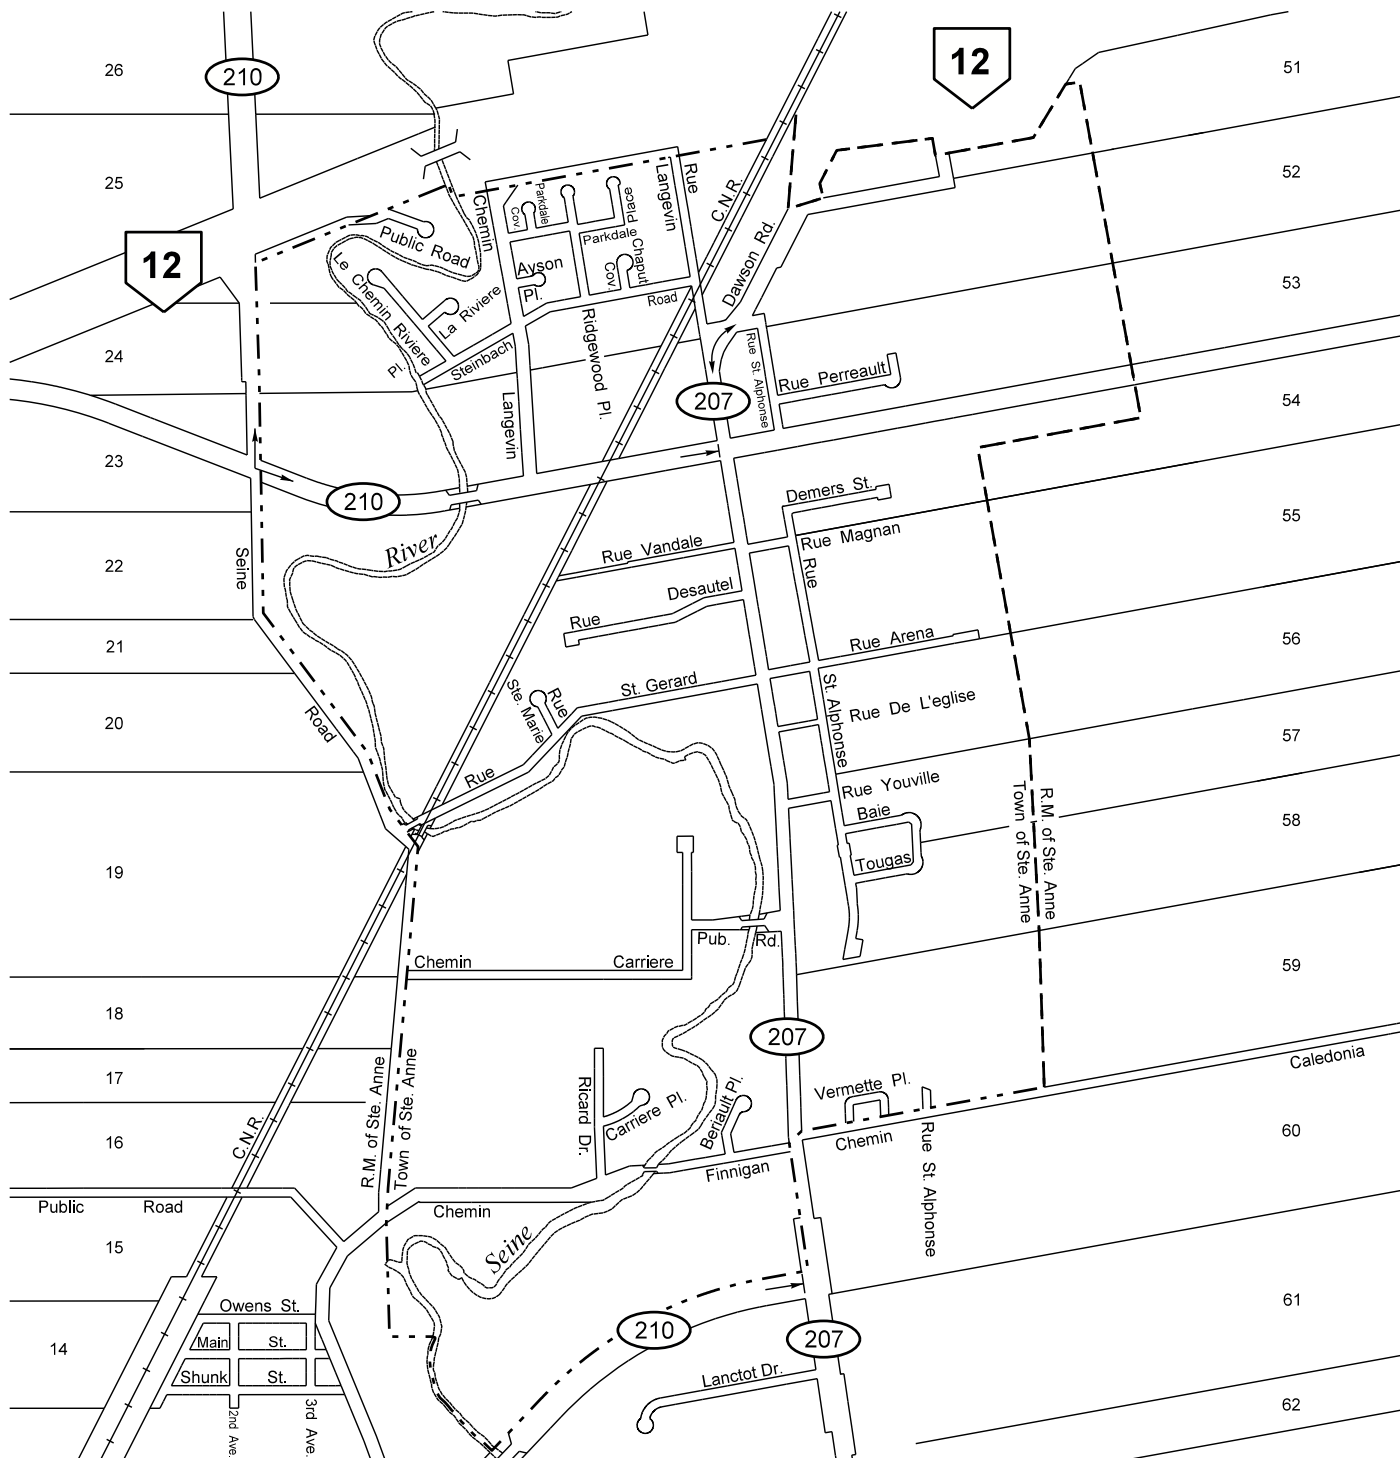 26
210
12
51
25
52
C.N.R.
Chemin
Parkdale
Cov.
Place
Langevin
Rue
Public Road
Parkdale
Dawson Rd.
12
Le Chemin Riviere
Pl.
La Riviere
Ayson
Pl.
Chaput
Cov.
Road
53
24
Steinbach
Ridgewood Pl.
Rue St. Alphonse
Rue Perreault
207
54
Langevin
23
210
Demers St.
55
River
Rue Vandale
Rue Magnan
Seine
22
Desautel
Rue
Rue
21
Rue Arena
56
St. Gerard
Rue De L'eglise
St. Alphonse
Rue
Ste. Marie
Road
20
57
Rue
Rue Youville
Baie
R.M. of Ste. Anne
Town of Ste. Anne
58
Tougas
19
Pub. Rd.
Chemin Carriere
59
18
207
Caledonia
17
R.M. of Ste. Anne
Town of Ste. Anne
Ricard Dr.
Carriere Pl.
Beriault Pl.
Vermette Pl.
C.N.R.
16
Chemin
Rue St. Alphonse
60
Finnigan
Public Road
Chemin
15
Seine
Owens St.
61
210
207
14
Main St.
Shunk St.
Lanctot Dr.
2nd Ave.
3rd Ave.
62